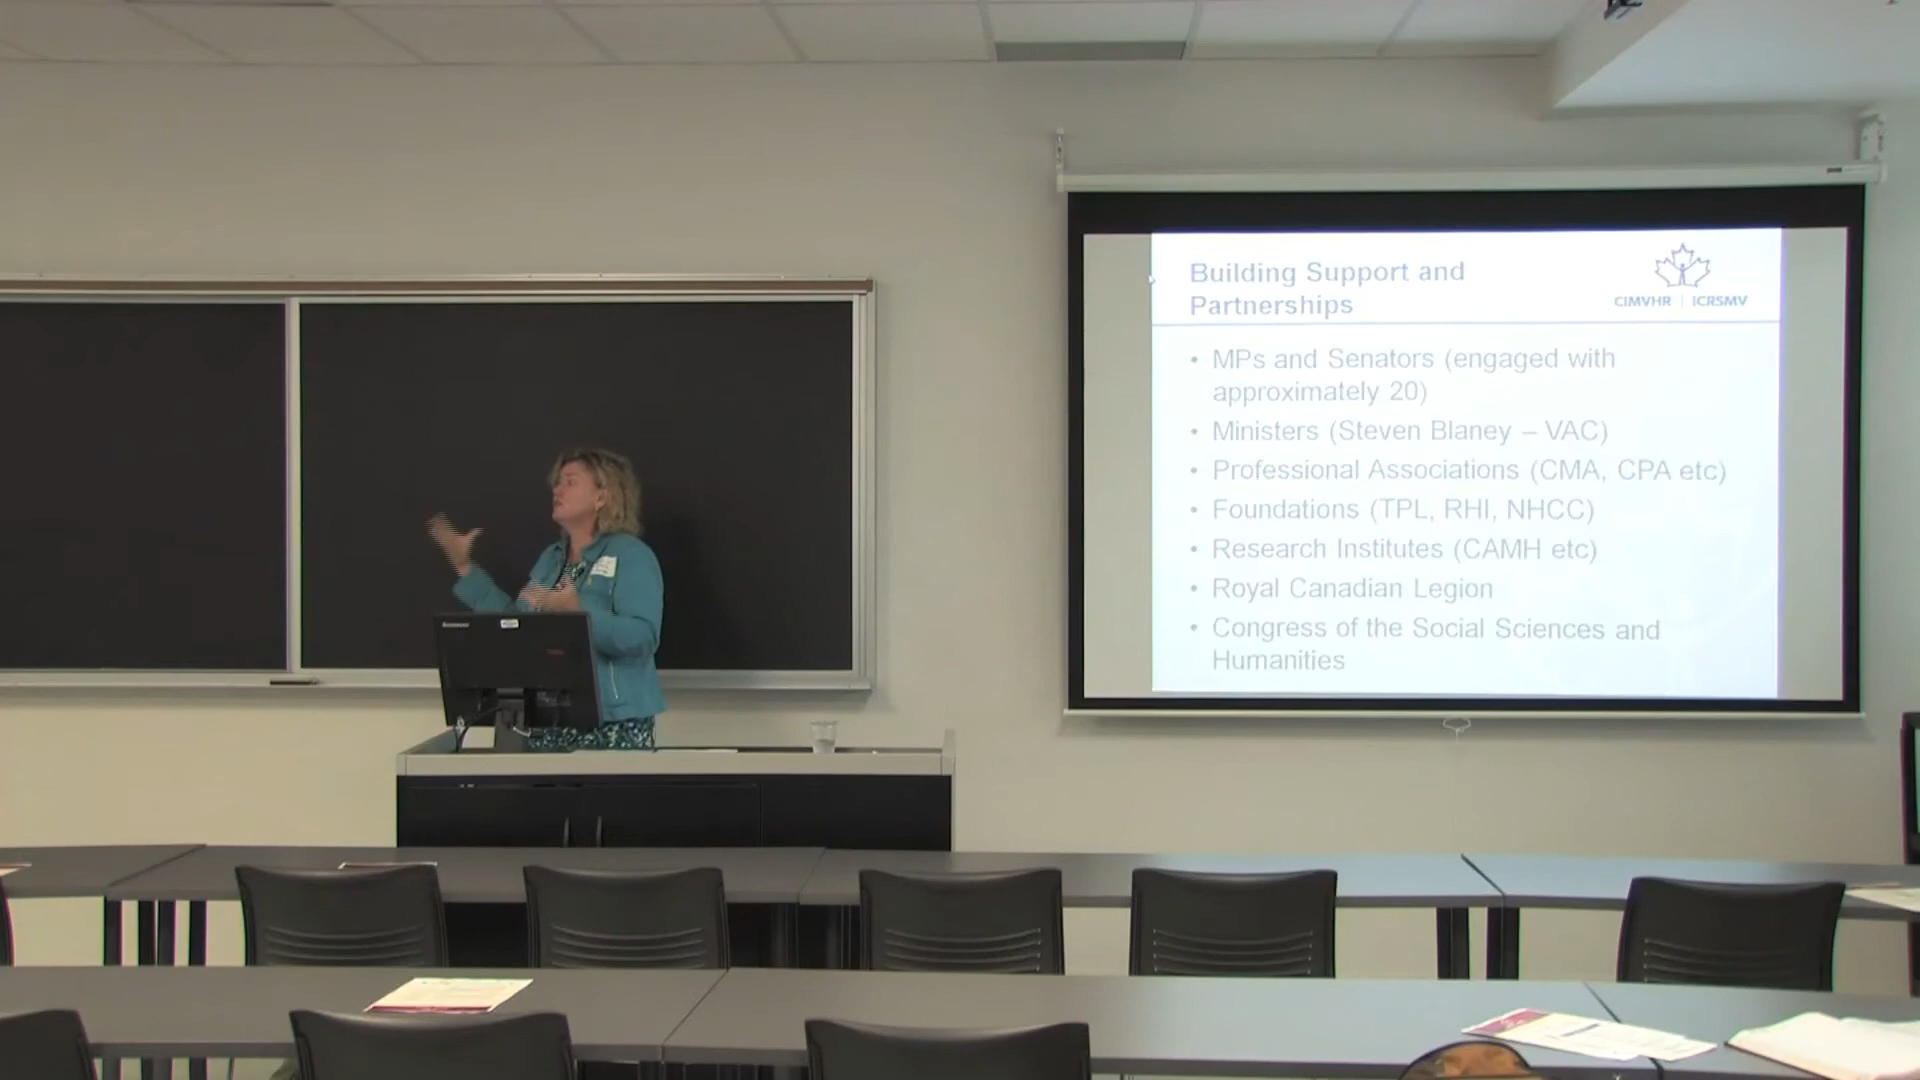 Building Support and
Partnerships
CIMVHR | ICRSMV
• MPs and Senators (engaged with
approximately 20)
• Ministers (Steven Blaney – VAC)
• Professional Associations (CMA, CPA etc)
• Foundations (TPL, RHI, NHCC)
• Research Institutes (CAMH etc)
• Royal Canadian Legion
• Congress of the Social Sciences and
Humanities